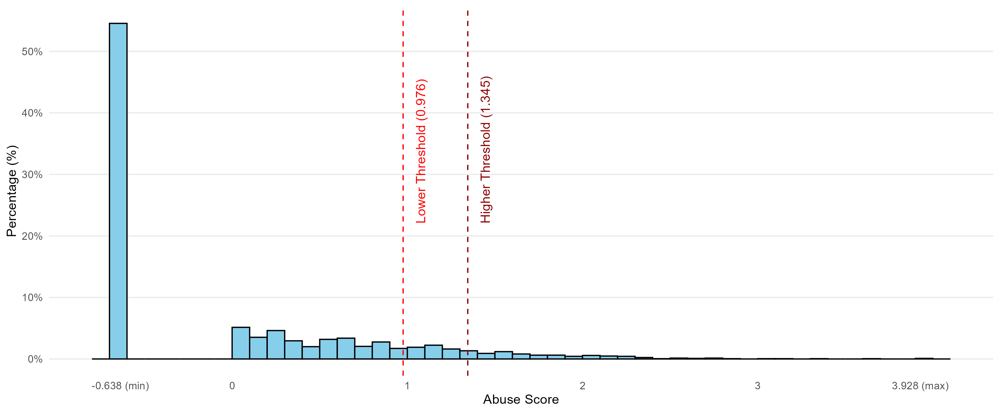 Percentage (%)
50%
40%
30%
20%
10%
0%
Lower Threshold (0.976)
Higher Threshold (1.345)
-0.638 (min)
0
1
2
3
3.928 (max)
Abuse Score